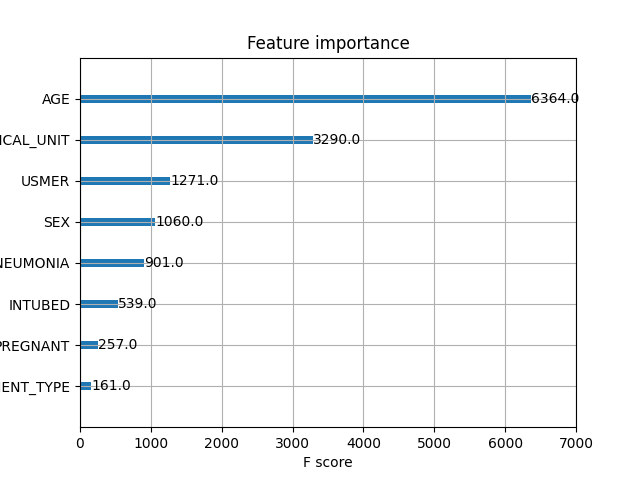 Feature importance
AGE 6364.0
ICAL_UNIT 3290.0
USMER 1271.0
SEX 1060.0
NEUMONIA 901.0
INTUBED 539.0
PREGNANT 257.0
IENT_TYPE 161.0
0 1000 2000 3000 4000 5000 6000 7000
F score